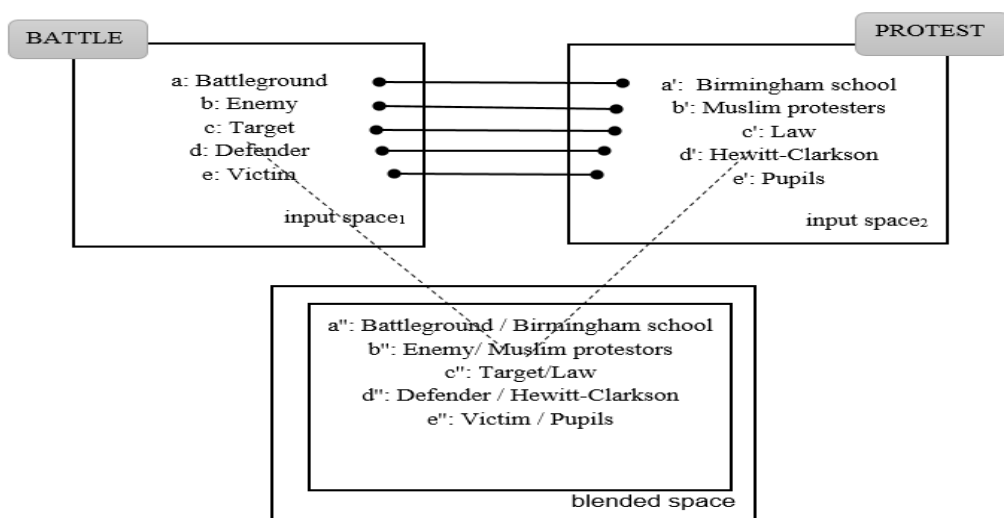 BATTLE
a: Battleground
b: Enemy
c: Target
d: Defender
e: Victim
input space₁
PROTEST
a': Birmingham school
b': Muslim protesters
c': Law
d': Hewitt-Clarkson
e': Pupils
input space₂
a": Battleground / Birmingham school
b": Enemy/ Muslim protestors
c": Target/Law
d": Defender / Hewitt-Clarkson
e": Victim / Pupils
blended space